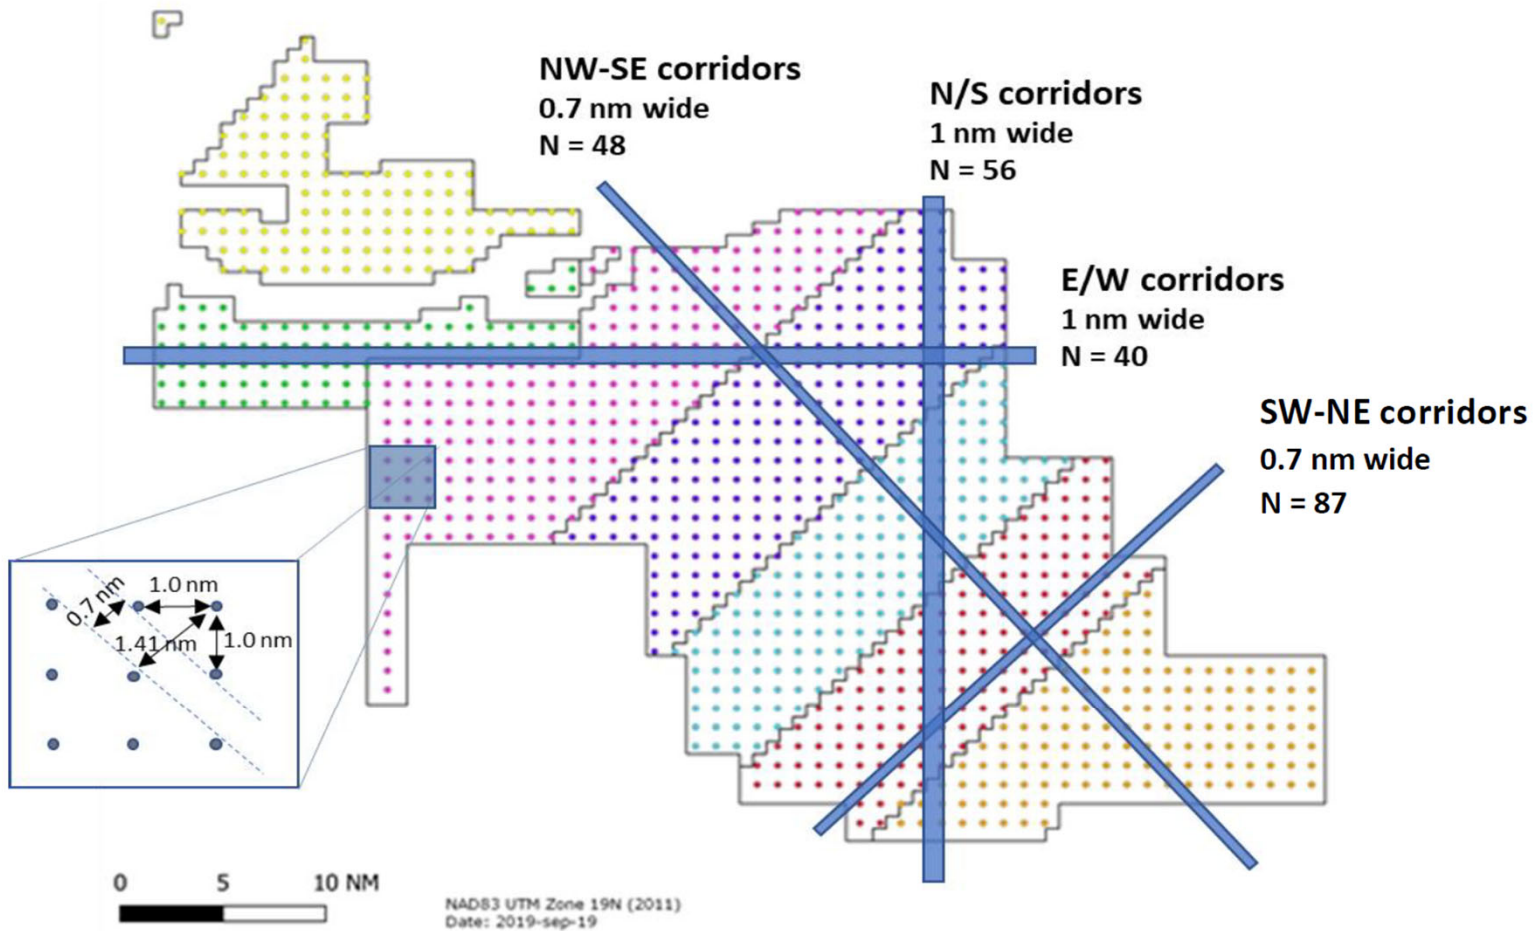 NW-SE corridors
0.7 nm wide
N = 48
N/S corridors
1 nm wide
N = 56
E/W corridors
1 nm wide
N = 40
SW-NE corridors
0.7 nm wide
N = 87
0.7 nm
1.0 nm
1.41 nm
1.0 nm
0 5 10 NM
NAD83 UTM Zone 19N (2011)
Date: 2019-sep-19